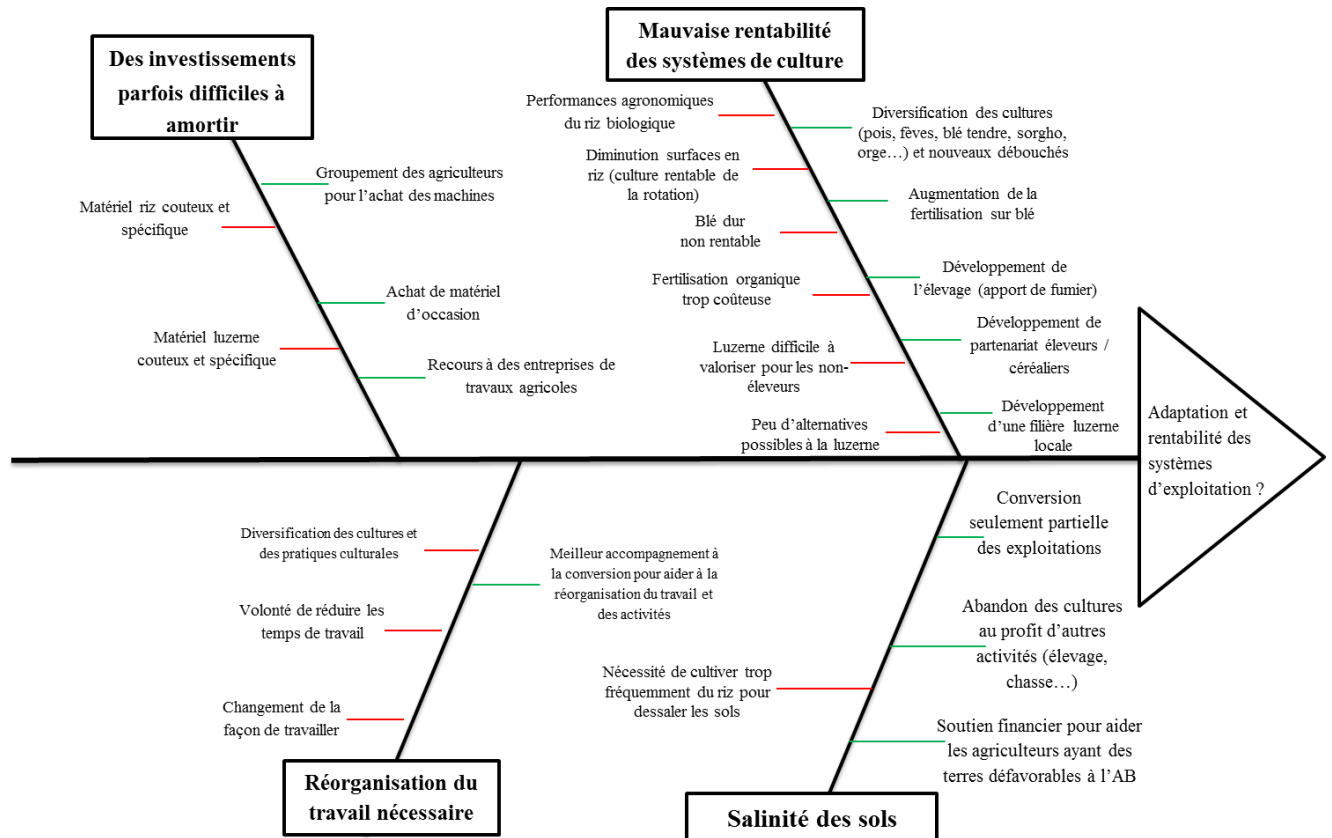 Des investissements
parfois difficiles à
amortir
Groupement des agriculteurs
pour l’achat des machines
Matériel riz couteux et
spécifique
Achat de matériel
d’occasion
Matériel luzerne
couteux et spécifique
Recours à des entreprises de
travaux agricoles
Mauvaise rentabilité
des systèmes de culture
Performances agronomiques
du riz biologique
Diversification des cultures
(pois, fèves, blé tendre, sorgho,
orge…) et nouveaux débouchés
Diminution surfaces en
riz (culture rentable de
la rotation)
Augmentation de la
fertilisation sur blé
Blé dur
non rentable
Développement de
l’élevage (apport de fumier)
Fertilisation organique
trop coûteuse
Développement de
partenariat éleveurs /
céréaliers
Luzerne difficile à
valoriser pour les non-
éleveurs
Développement
d’une filière luzerne
locale
Peu d’alternatives
possibles à la luzerne
Adaptation et
rentabilité des
systèmes
d’exploitation ?
Diversification des cultures et
des pratiques culturales
Meilleur accompagnement à
la conversion pour aider à la
réorganisation du travail et
des activités
Volonté de réduire les
temps de travail
Changement de la
façon de travailler
Réorganisation du
travail nécessaire
Conversion
seulement partielle
des exploitations
Abandon des cultures
au profit d’autres
activités (élevage,
chasse…)
Nécessité de cultiver trop
fréquemment du riz pour
dessaler les sols
Soutien financier pour aider
les agriculteurs ayant des
terres défavorables à l’AB
Salinité des sols